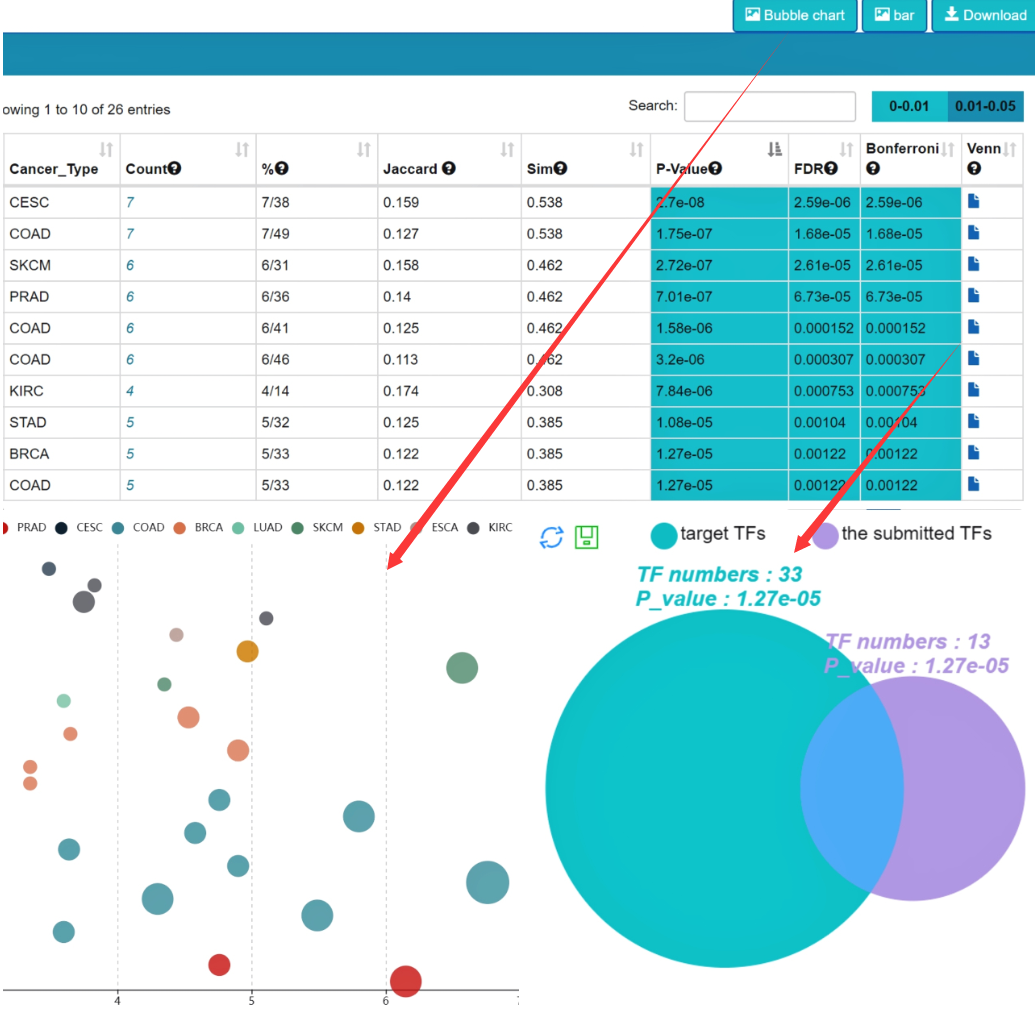 Bubble chart bar Download
owing 1 to 10 of 26 entries Search: 0-0.01 0.01-0.05
Cancer_Type Count % Jaccard Sim P-Value FDR Bonferroni Venn
CESC 7 7/38 0.159 0.538 2.7e-08 2.59e-06 2.59e-06
COAD 7 7/49 0.127 0.538 1.75e-07 1.68e-05 1.68e-05
SKCM 6 6/31 0.158 0.462 2.72e-07 2.61e-05 2.61e-05
PRAD 6 6/36 0.14 0.462 7.01e-07 6.73e-05 6.73e-05
COAD 6 6/41 0.125 0.462 1.58e-06 0.000152 0.000152
COAD 6 6/46 0.113 0.462 3.2e-06 0.000307 0.000307
KIRC 4 4/14 0.174 0.308 7.84e-06 0.000753 0.000753
STAD 5 5/32 0.125 0.385 1.08e-05 0.00104 0.00104
BRCA 5 5/33 0.122 0.385 1.27e-05 0.00122 0.00122
COAD 5 5/33 0.122 0.385 1.27e-05 0.00122 0.00122
PRAD CESC COAD BRCA LUAD SKCM STAD ESCA KIRC
4 5 6
target TFs the submitted TFs
TF numbers : 33
P_value : 1.27e-05
TF numbers : 13
P_value : 1.27e-05